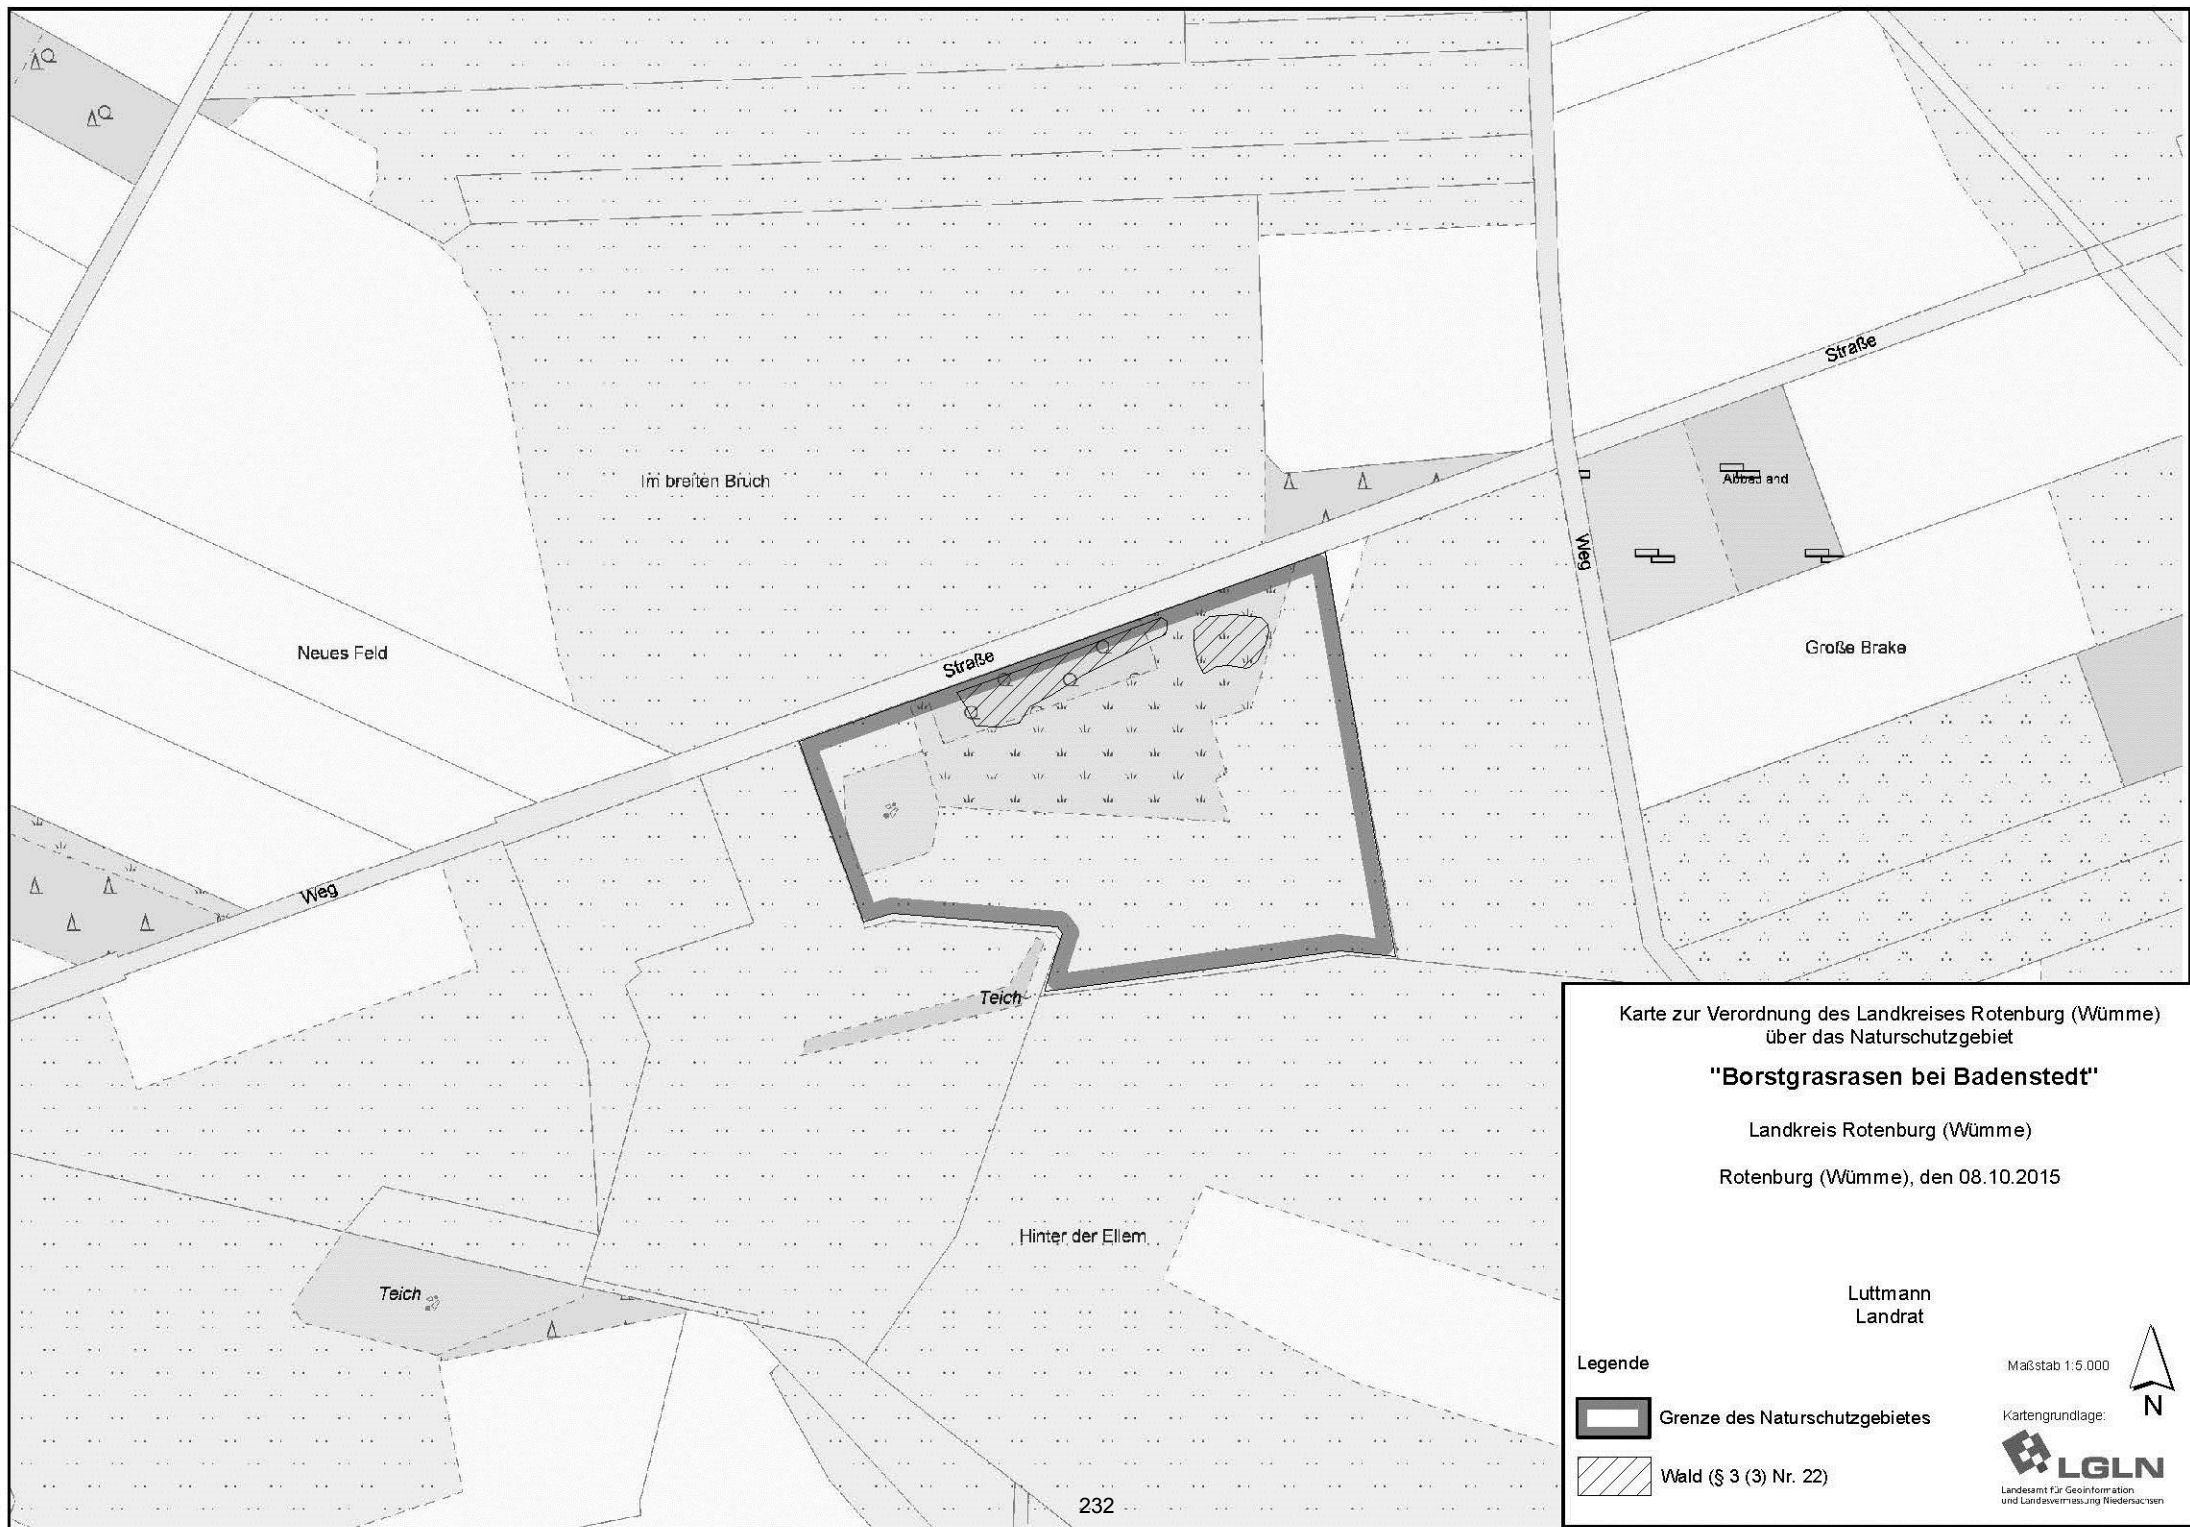 Straße
Im breiten Bruch
Weg
Neues Feld
Große Brake
Straße
Weg
Teich
Hinter der Ellern
Teich
232
Karte zur Verordnung des Landkreises Rotenburg (Wümme)
über das Naturschutzgebiet
"Borstgrasrasen bei Badenstedt"
Landkreis Rotenburg (Wümme)
Rotenburg (Wümme), den 08.10.2015
Luttmann
Landrat
Legende
Maßstab 1:5.000
N
Grenze des Naturschutzgebietes
Kartengrundlage:
LGLN
Landesamt für Geoinformation
und Landesvermessung Niedersachsen
Wald (§ 3 (3) Nr. 22)